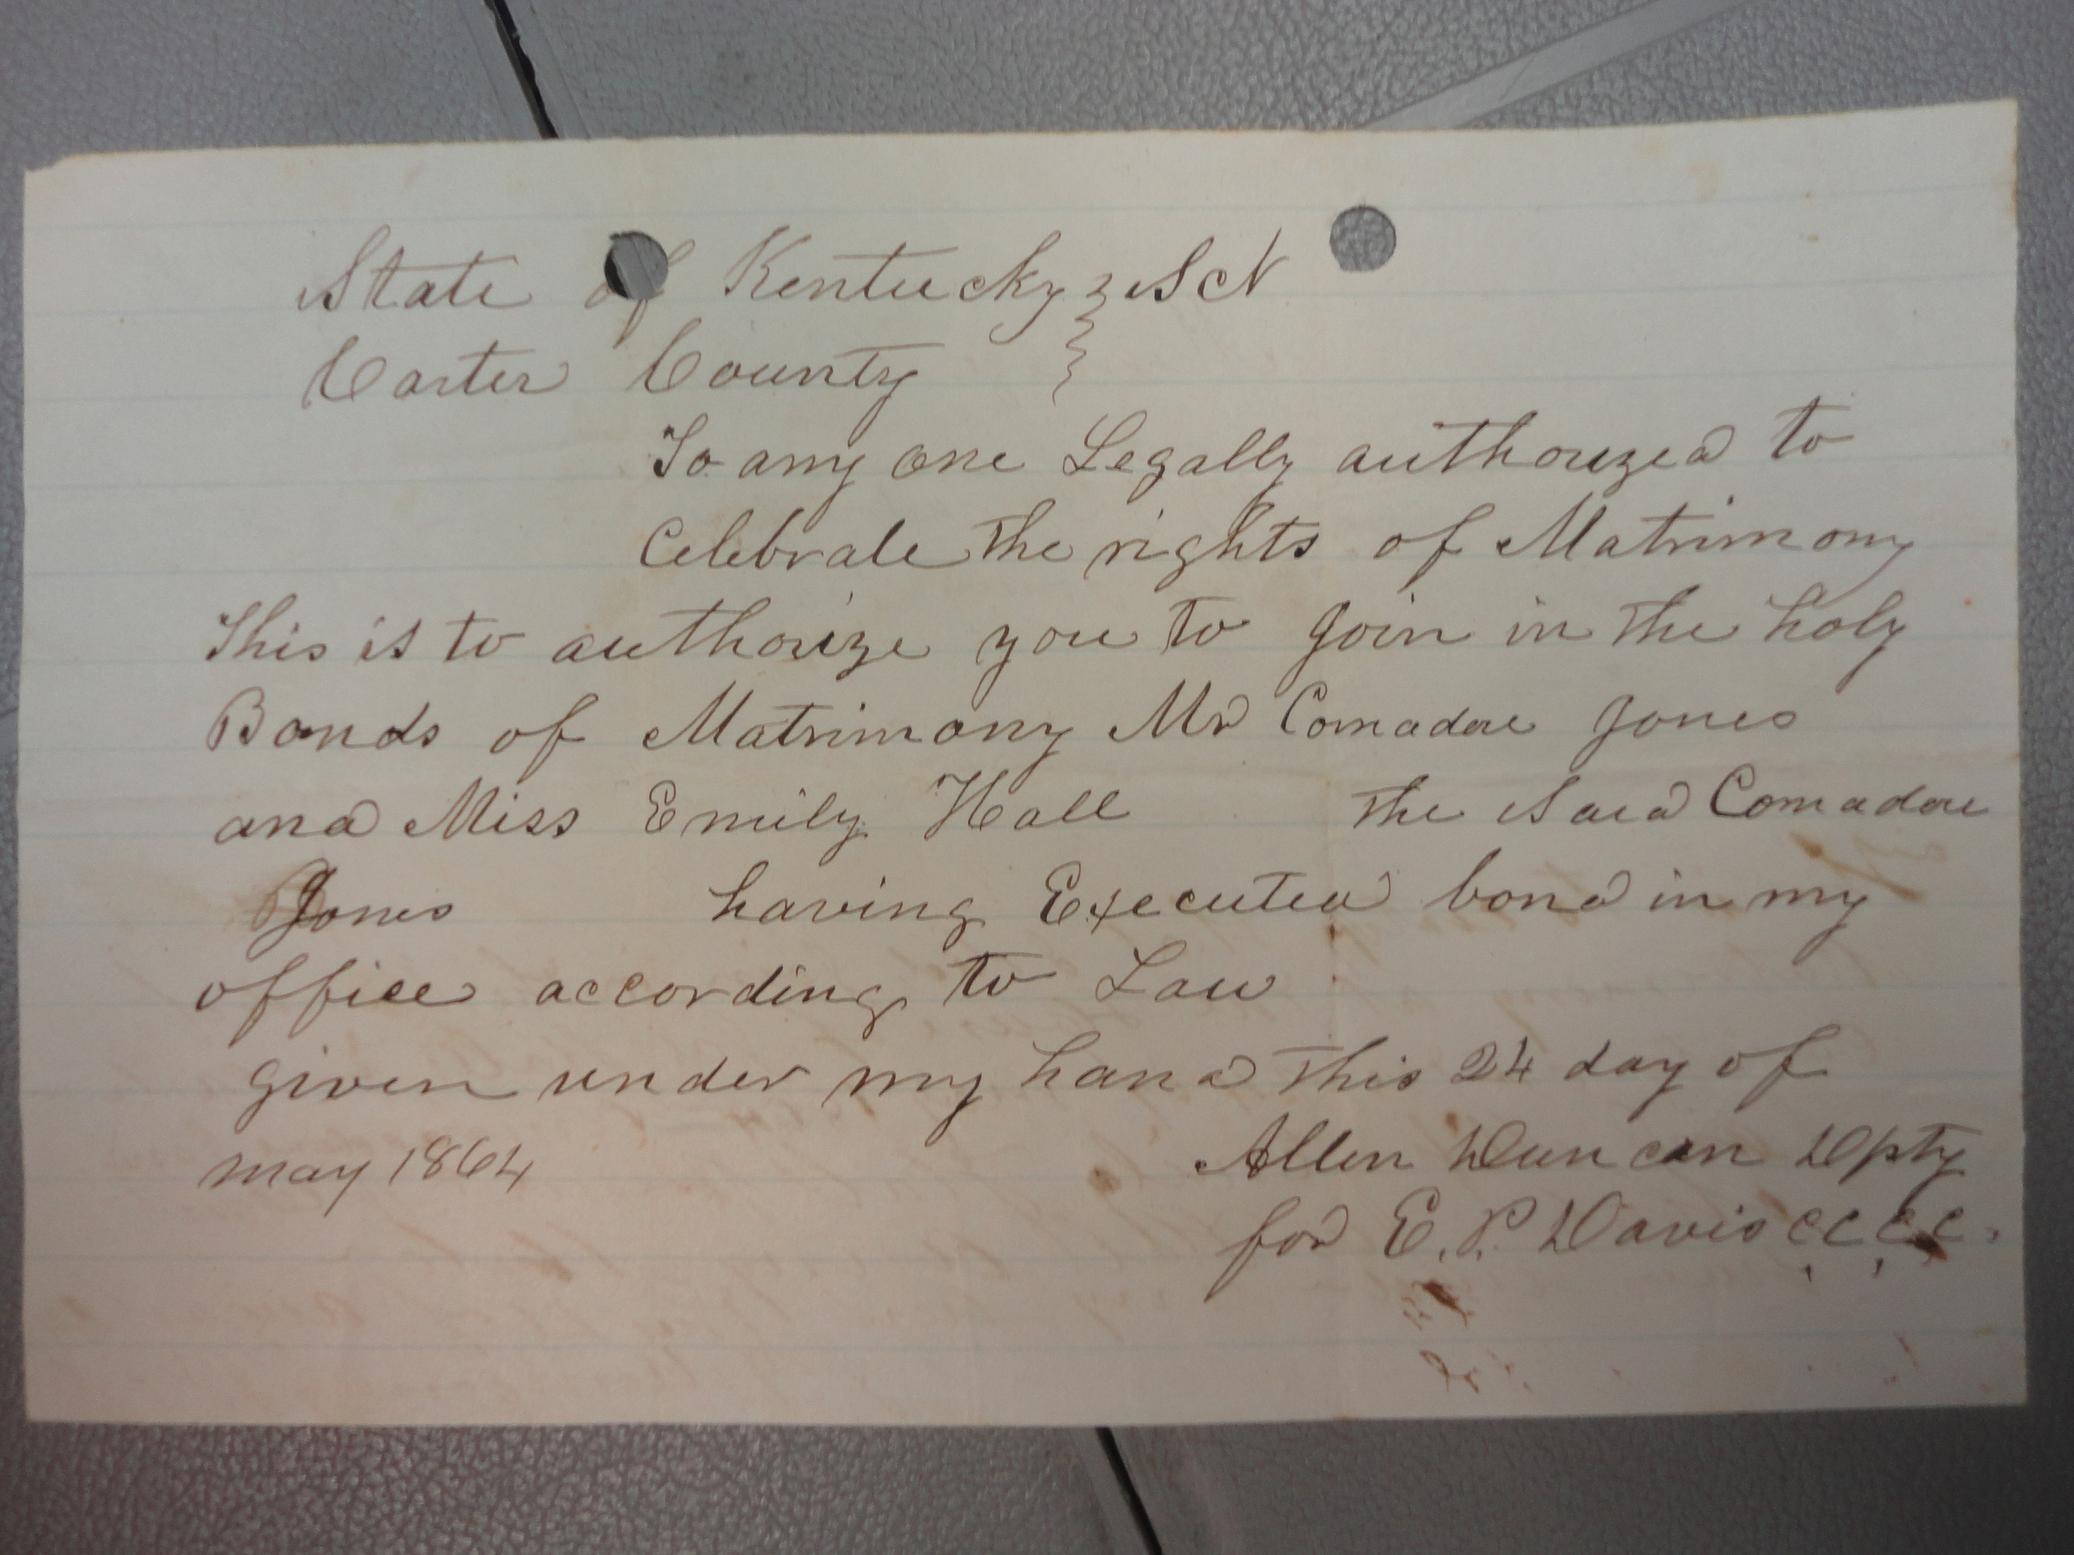 State of Kentucky } Sct
Carter County }
To any one Legally authorized to
Celebrate the rights of Matrimony
This is to authorize you to Join in the holy
Bonds of Matrimony Mr Comadore Jones
and Miss Emily Hall the Said Comadore
Jones having Executed bond in my
office according to Law
given under my hand this 24 day of
may 1864 Allen Duncan Dpty
for E. P. Davis C C C C.